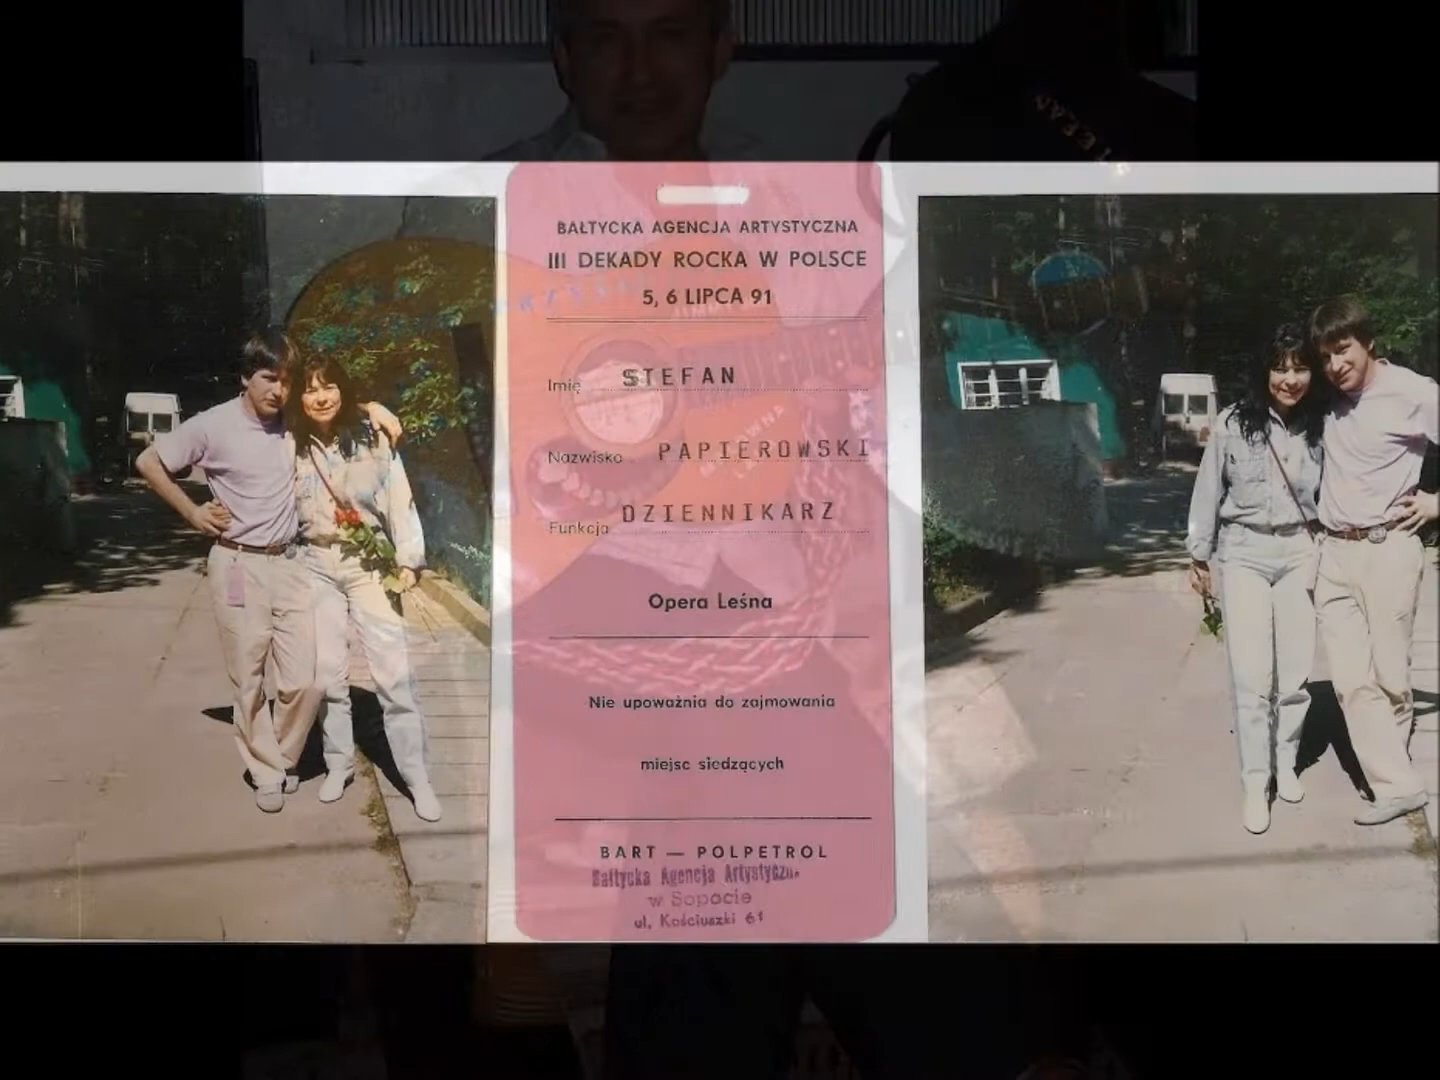 BAŁTYCKA AGENCJA ARTYSTYCZNA
III DEKADY ROCKA W POLSCE
5, 6 LIPCA 91
Imię STEFAN
Nazwisko PAPIEROWSKI
Funkcja DZIENNIKARZ
Opera Leśna
Nie upoważnia do zajmowania
miejsc siedzących
BART — POLPETROL
Bałtycka Agencja Artystyczna
w Sopocie
ul. Kościuszki 61
STEFAN